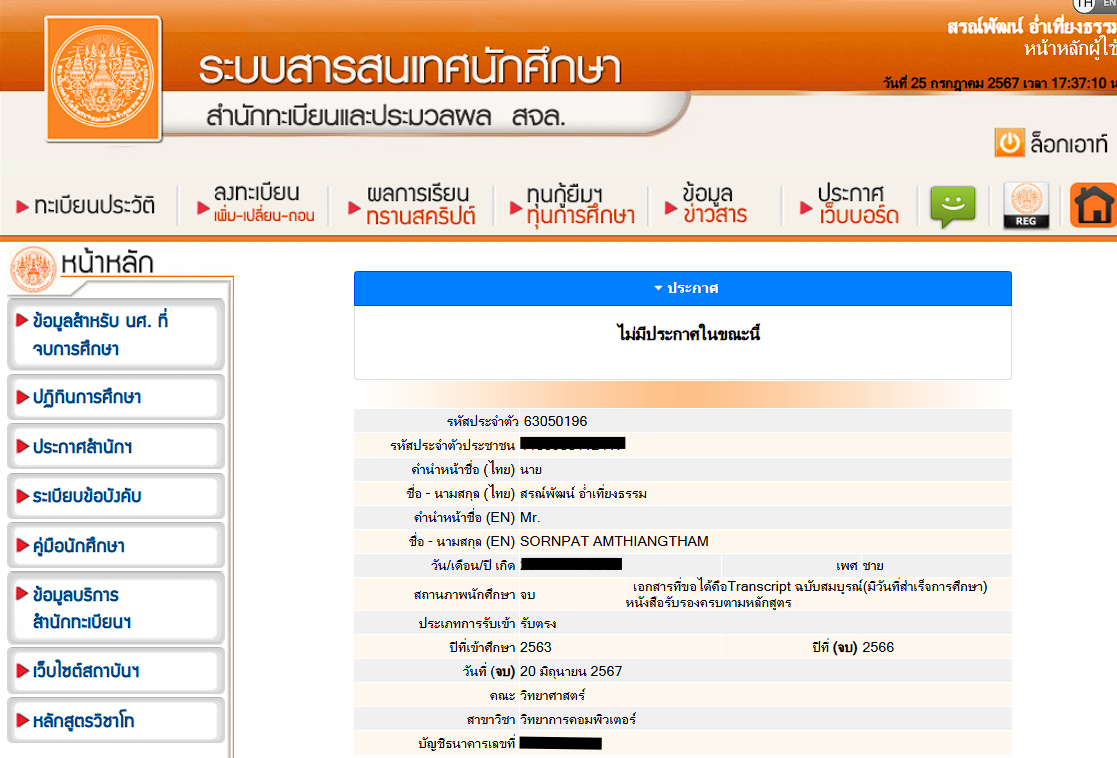 TH EN
สรณ์พัฒน์ อ่ำเที่ยงธรรม
หน้าหลักผู้ใช้
ระบบสารสนเทศนักศึกษา
วันที่ 25 กรกฎาคม 2567 เวลา 17:37:10 น
สำนักทะเบียนและประมวลผล สจล.
ล็อกเอาท์
ทะเบียนประวัติ
ลงทะเบียน
เพิ่ม-เปลี่ยน-ถอน
ผลการเรียน
ทรานสคริปต์
ทุนกู้ยืมฯ
ทุนการศึกษา
ข้อมูล
ข่าวสาร
ประกาศ
เว็บบอร์ด
REG
หน้าหลัก
ข้อมูลสำหรับ นศ. ที่
จบการศึกษา
ปฏิทินการศึกษา
ประกาศสำนักฯ
ระเบียบข้อบังคับ
คู่มือนักศึกษา
ข้อมูลบริการ
สำนักทะเบียนฯ
เว็บไซต์สถาบันฯ
หลักสูตรวิชาโท
ประกาศ
ไม่มีประกาศในขณะนี้
รหัสประจำตัว 63050196
รหัสประจำตัวประชาชน
คำนำหน้าชื่อ (ไทย) นาย
ชื่อ - นามสกุล (ไทย) สรณ์พัฒน์ อ่ำเที่ยงธรรม
คำนำหน้าชื่อ (EN) Mr.
ชื่อ - นามสกุล (EN) SORNPAT AMTHIANGTHAM
วัน/เดือน/ปี เกิด เพศ ชาย
สถานภาพนักศึกษา จบ เอกสารที่ขอได้คือTranscript ฉบับสมบูรณ์(มีวันที่สำเร็จการศึกษา)
หนังสือรับรองครบตามหลักสูตร
ประเภทการรับเข้า รับตรง
ปีที่เข้าศึกษา 2563 ปีที่ (จบ) 2566
วันที่ (จบ) 20 มิถุนายน 2567
คณะ วิทยาศาสตร์
สาขาวิชา วิทยาการคอมพิวเตอร์
บัญชีธนาคารเลขที่